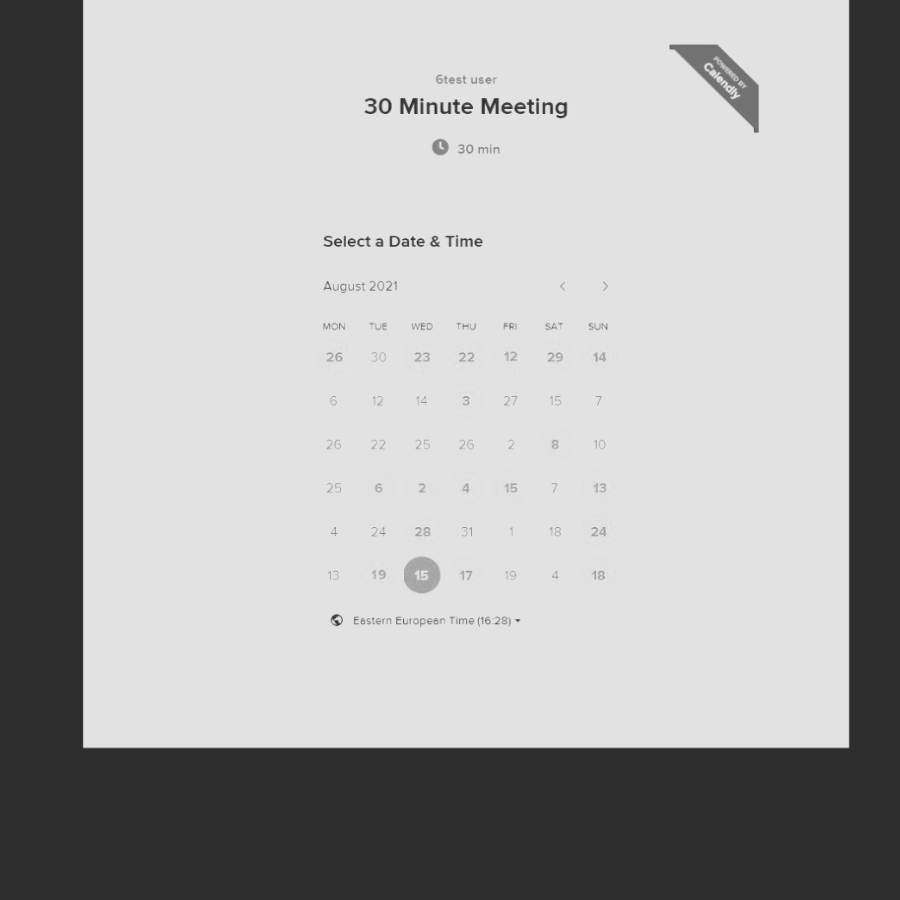 POWERED BY
Calendly
6test user
30 Minute Meeting
30 min
Select a Date & Time
August 2021
MON TUE WED THU FRI SAT SUN
26 30 23 22 12 29 14
6 12 14 3 27 15 7
26 22 25 26 2 8 10
25 6 2 4 15 7 13
4 24 28 31 1 18 24
13 19 15 17 19 4 18
Eastern European Time (16:28)